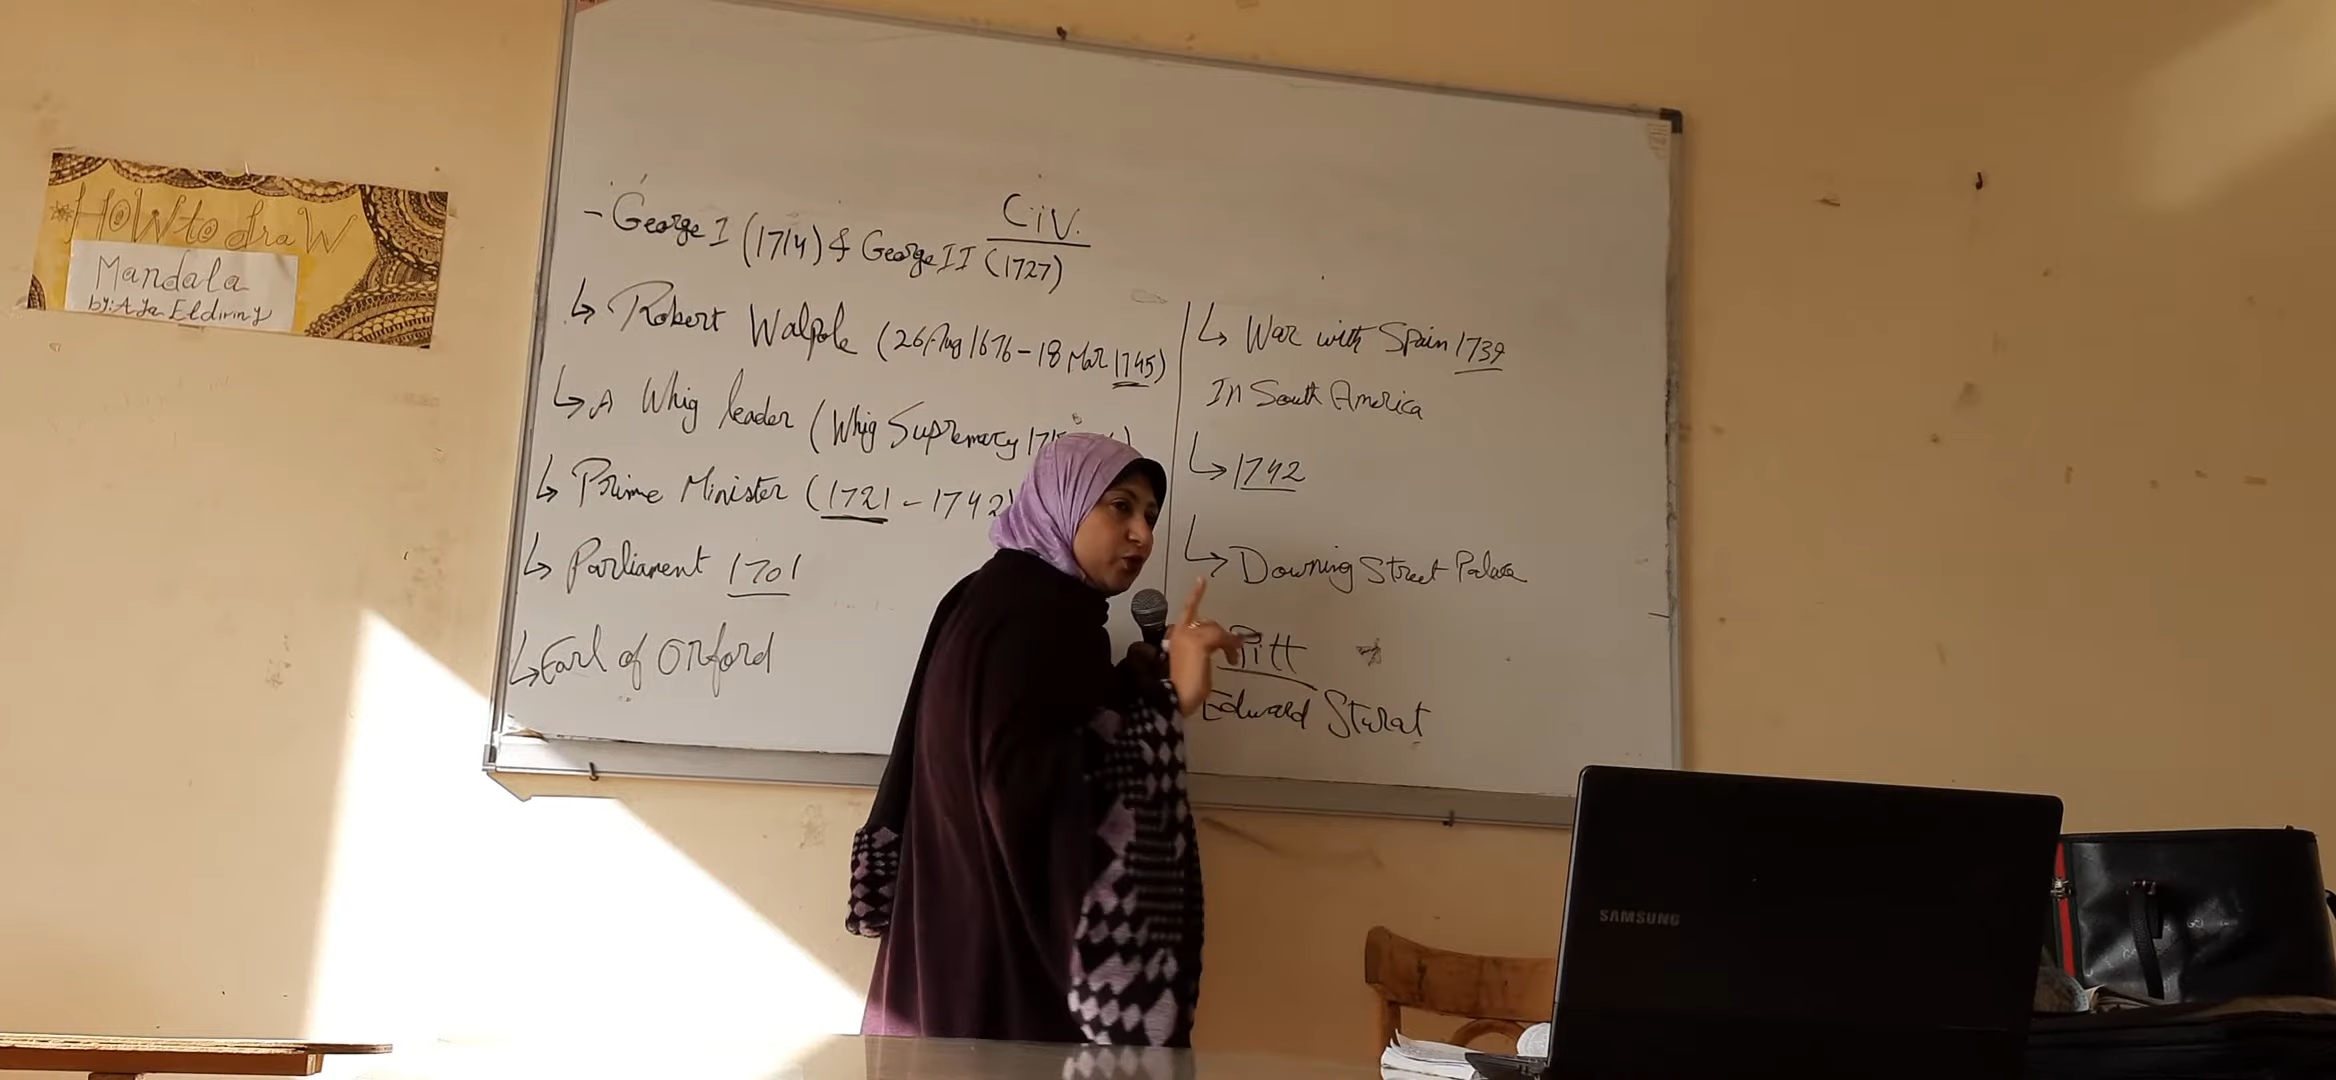 HOW to draw
Mandala
by: Aya Eldiriny
CiV.
- George I (1714) & George II (1727)
↳ Robert Walpole (26 Aug 1676 - 18 Mar 1745)
↳ A Whig leader (Whig Supremacy
↳ Prime Minister (1721 - 1742)
↳ Parliament 1701
↳ Earl of Orford
↳ War with Spain 1739
In South America
↳ 1742
↳ Downing Street Palace
Pitt
Edward Sturat
SAMSUNG